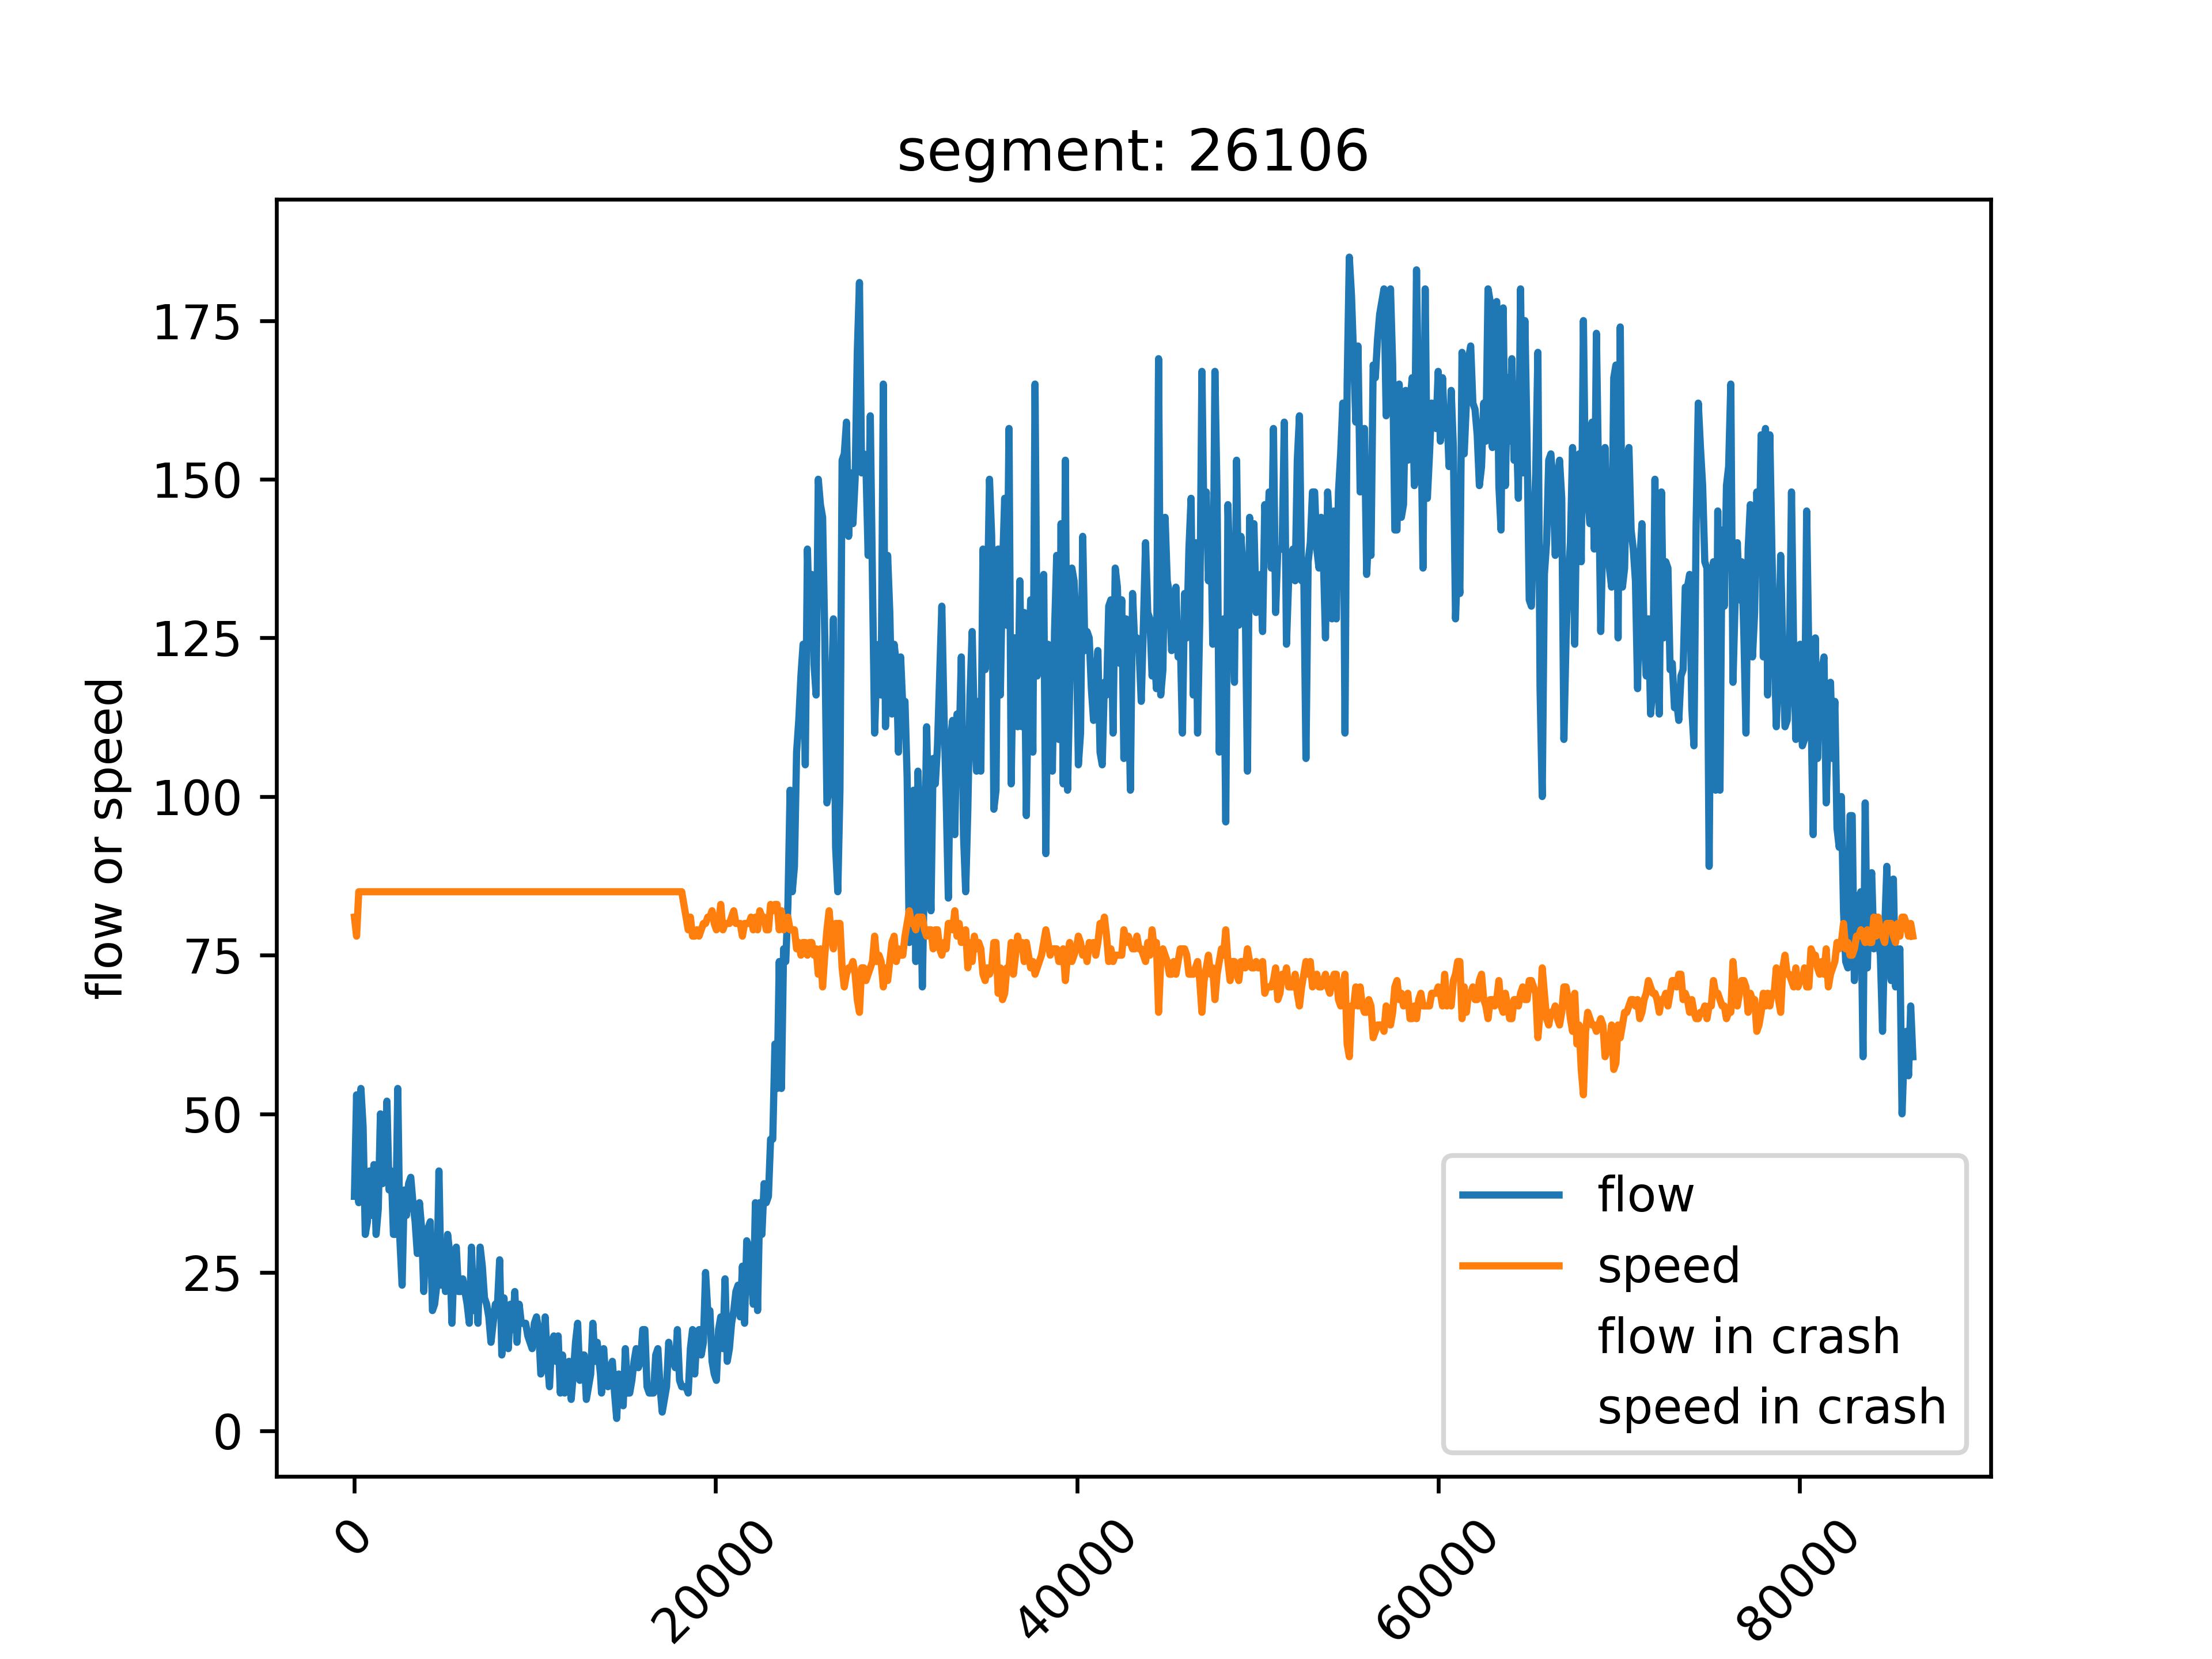 segment: 26106
flow or speed
175
150
125
100
75
50
25
0
flow
speed
flow in crash
speed in crash
0
20000
40000
60000
80000